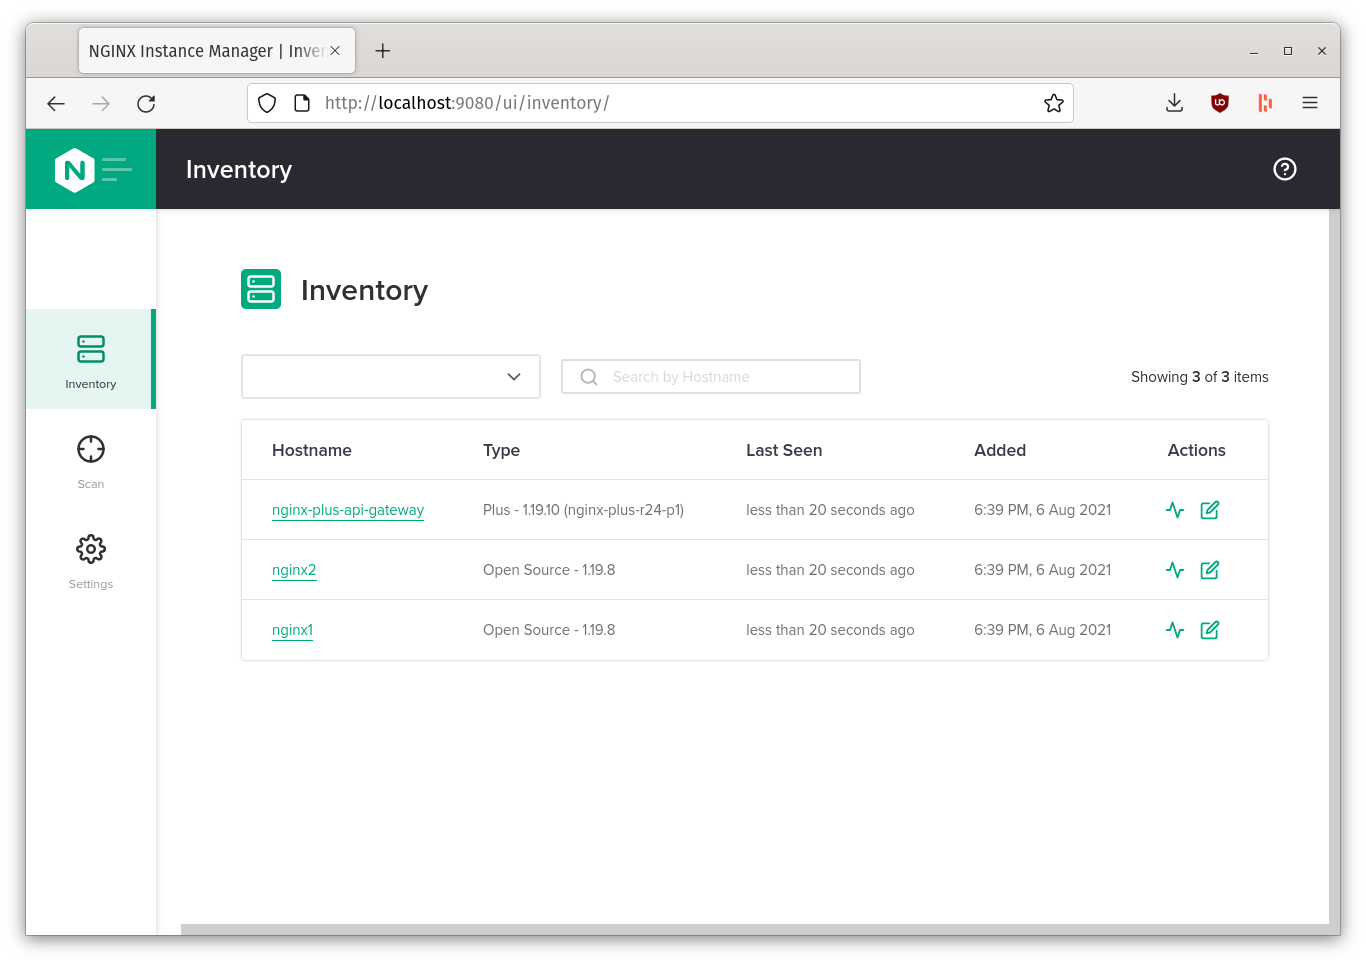 NGINX Instance Manager | Inven
http://localhost:9080/ui/inventory/
Inventory
Inventory
Inventory
Scan
Settings
Search by Hostname
Showing 3 of 3 items
Hostname Type Last Seen Added Actions
nginx-plus-api-gateway Plus - 1.19.10 (nginx-plus-r24-p1) less than 20 seconds ago 6:39 PM, 6 Aug 2021
nginx2 Open Source - 1.19.8 less than 20 seconds ago 6:39 PM, 6 Aug 2021
nginx1 Open Source - 1.19.8 less than 20 seconds ago 6:39 PM, 6 Aug 2021